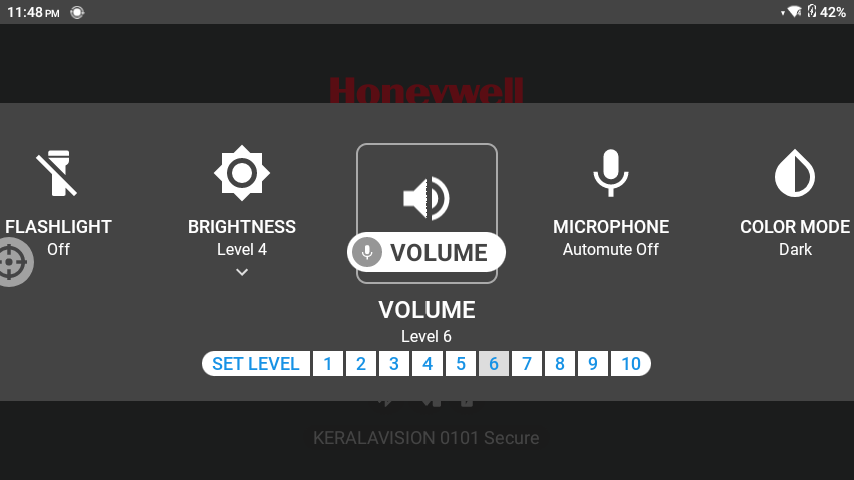 11:48 PM
42%
Honeywell
FLASHLIGHT
Off
BRIGHTNESS
Level 4
VOLUME
MICROPHONE
Automute Off
COLOR MODE
Dark
VOLUME
Level 6
SET LEVEL 1 2 3 4 5 6 7 8 9 10
KERALAVISION 0101 Secure